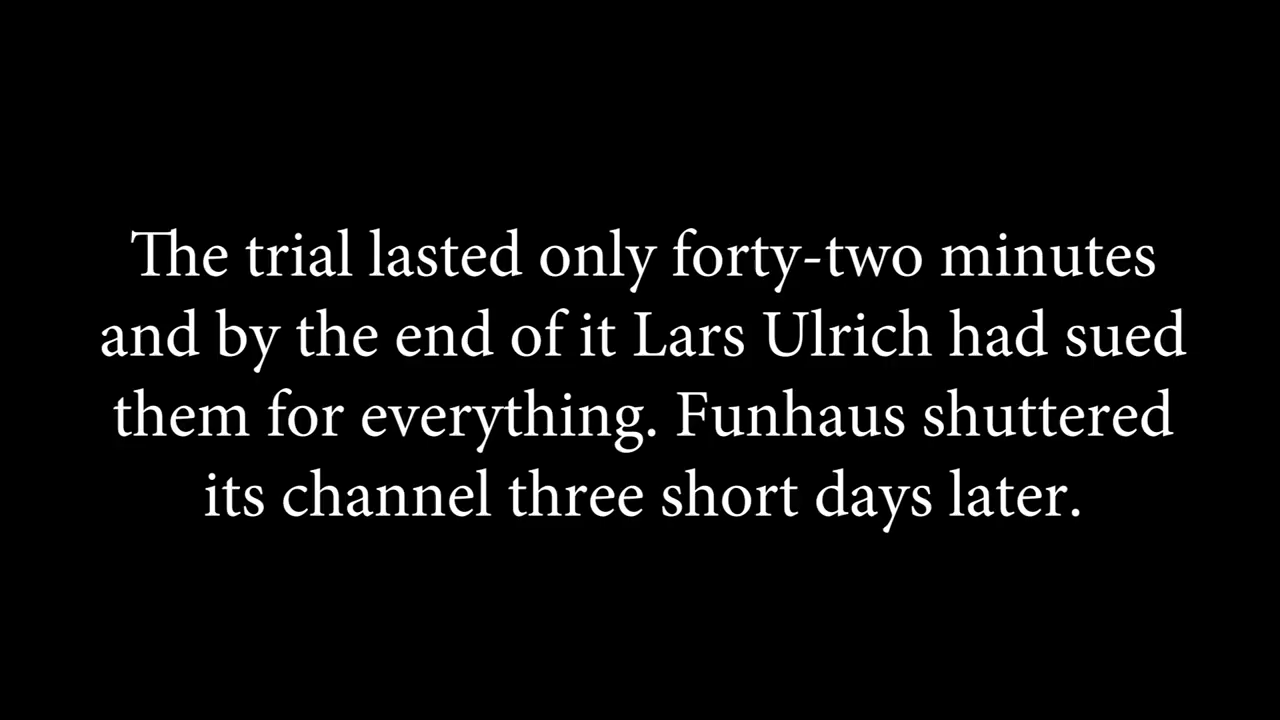 The trial lasted only forty-two minutes
and by the end of it Lars Ulrich had sued
them for everything. Funhaus shuttered
its channel three short days later.